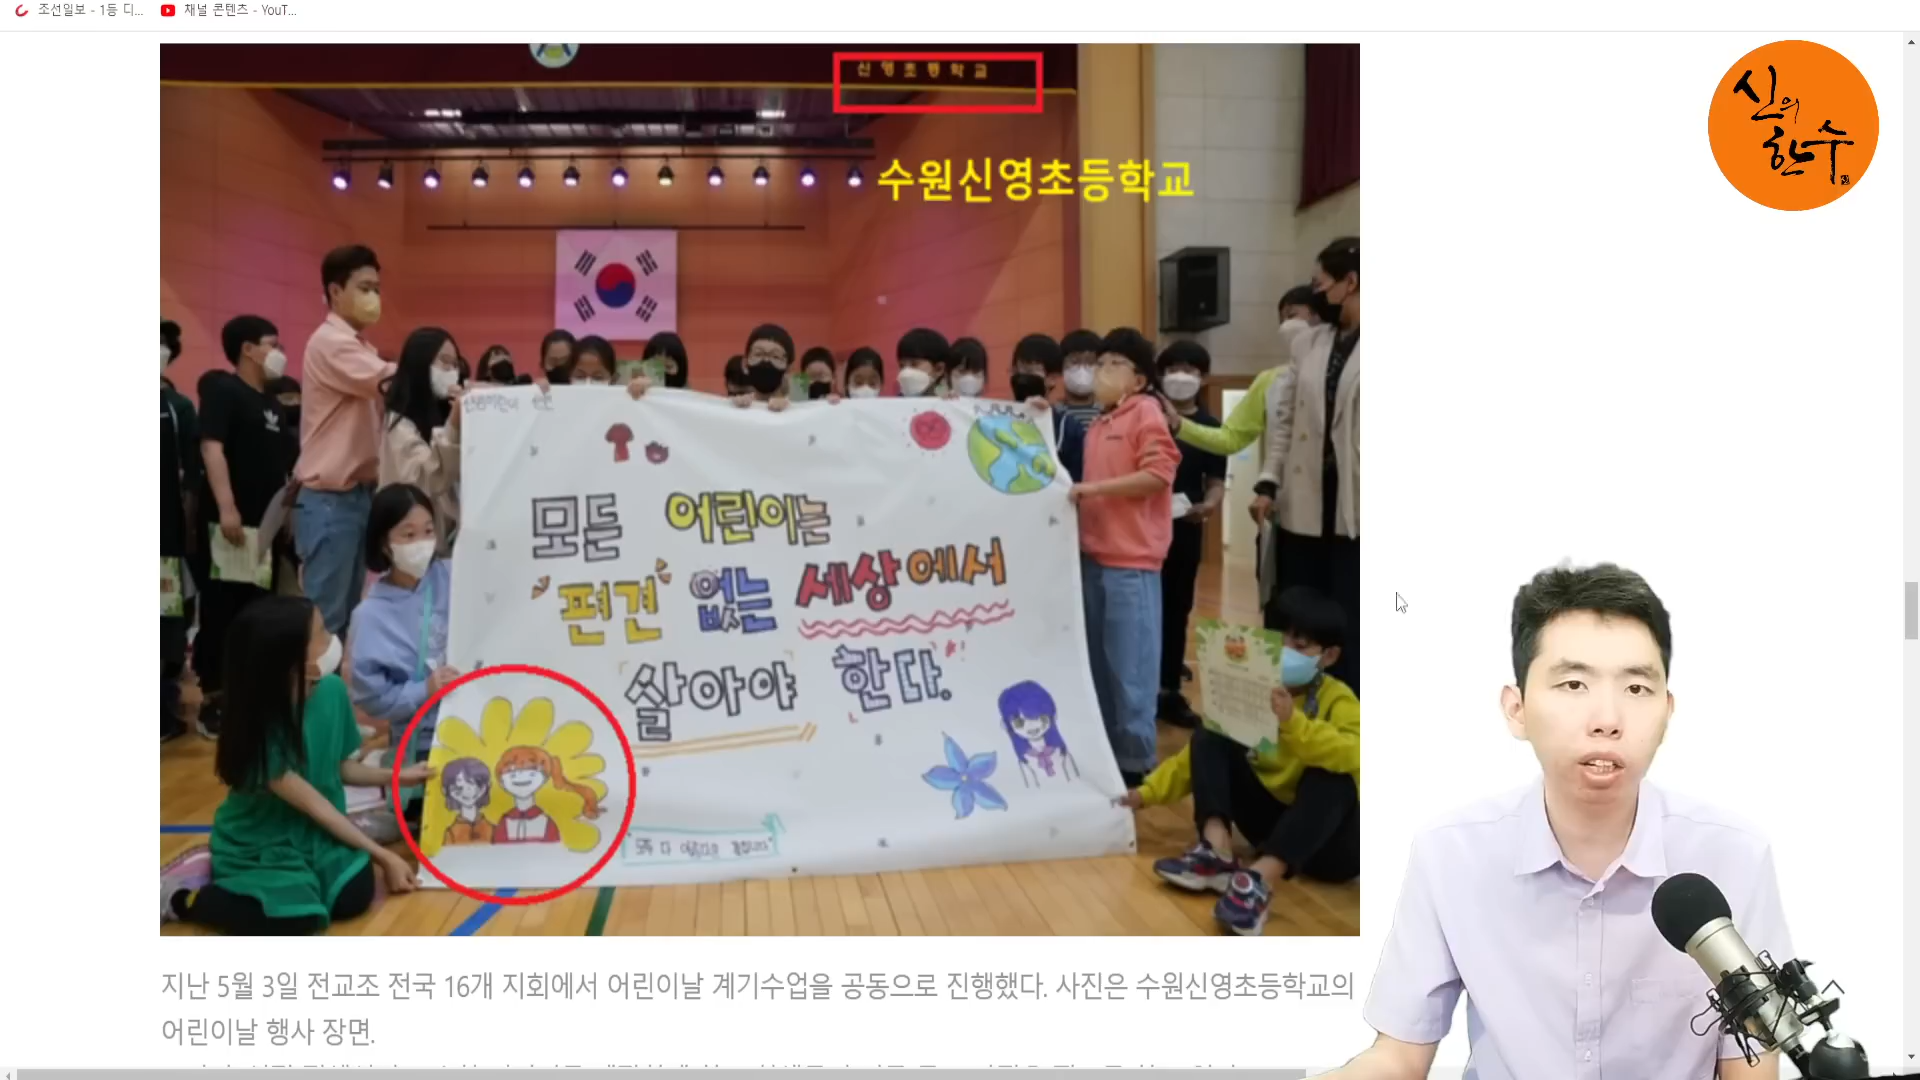 조선일보 - 1등 디...
채널 콘텐츠 - YouT...
신영초등학교
신의
한수
수원신영초등학교
모든 어린이는
편견 없는 세상에서
살아야 한다.
지난 5월 3일 전교조 전국 16개 지회에서 어린이날 계기수업을 공동으로 진행했다. 사진은 수원신영초등학교의
어린이날 행사 장면.